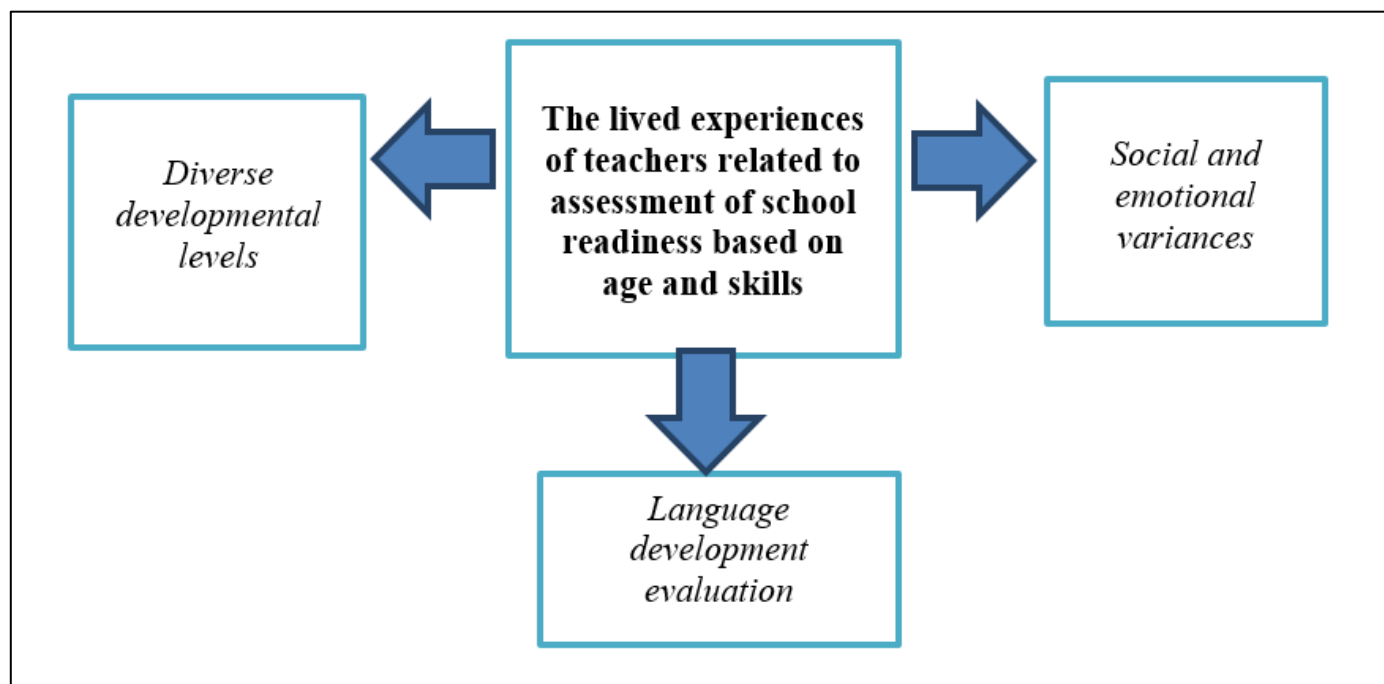 Diverse
developmental
levels
The lived experiences
of teachers related to
assessment of school
readiness based on
age and skills
Social and
emotional
variances
Language
development
evaluation